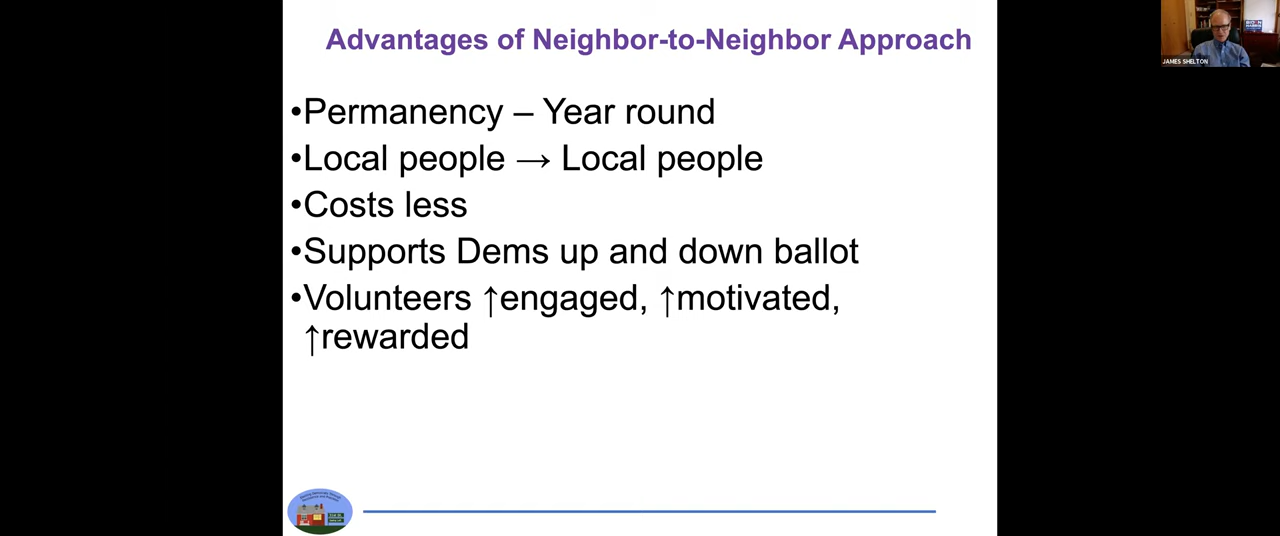 Advantages of Neighbor-to-Neighbor Approach
JAMES SHELTON
•Permanency – Year round
•Local people → Local people
•Costs less
•Supports Dems up and down ballot
•Volunteers ↑engaged, ↑motivated,
↑rewarded